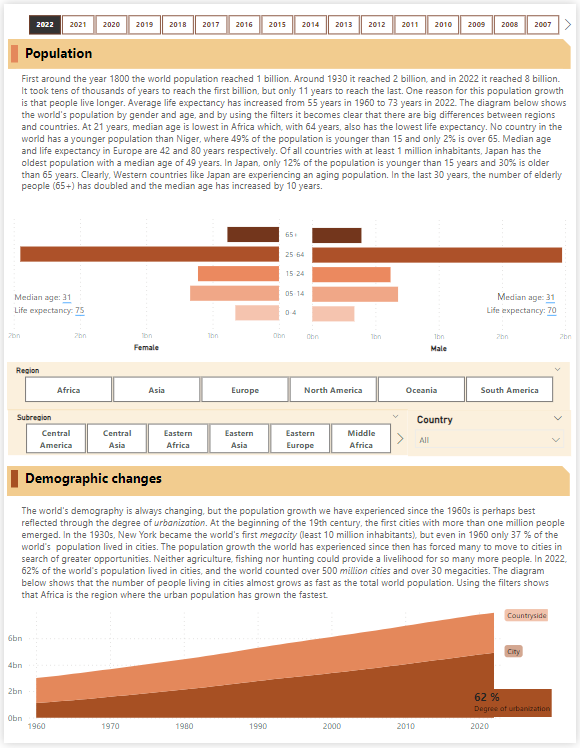 2022 2021 2020 2019 2018 2017 2016 2015 2014 2013 2012 2011 2010 2009 2008 2007
Population
First around the year 1800 the world population reached 1 billion. Around 1930 it reached 2 billion, and in 2022 it reached 8 billion.
It took tens of thousands of years to reach the first billion, but only 11 years to reach the last. One reason for this population growth
is that people live longer. Average life expectancy has increased from 55 years in 1960 to 73 years in 2022. The diagram below shows
the world's population by gender and age, and by using the filters it becomes clear that there are big differences between regions
and countries. At 21 years, median age is lowest in Africa which, with 64 years, also has the lowest life expectancy. No country in the
world has a younger population than Niger, where 49% of the population is younger than 15 and only 2% is over 65. Median age
and life expectancy in Europe are 42 and 80 years respectively. Of all countries with at least 1 million inhabitants, Japan has the
oldest population with a median age of 49 years. In Japan, only 12% of the population is younger than 15 years and 30% is older
than 65 years. Clearly, Western countries like Japan are experiencing an aging population. In the last 30 years, the number of elderly
people (65+) has doubled and the median age has increased by 10 years.
65+
25-64
15-24
05-14
0-4
Median age: 31
Life expectancy: 75
Median age: 31
Life expectancy: 70
2bn 2bn 1bn 1bn 0bn 0bn 1bn 1bn 2bn 2bn
Female Male
Region
Africa Asia Europe North America Oceania South America
Subregion
Central America
Central Asia
Eastern Africa
Eastern Asia
Eastern Europe
Middle Africa
Country
All
Demographic changes
The world's demography is always changing, but the population growth we have experienced since the 1960s is perhaps best
reflected through the degree of urbanization. At the beginning of the 19th century, the first cities with more than one million people
emerged. In the 1930s, New York became the world's first megacity (least 10 million inhabitants), but even in 1960 only 37 % of the
world's population lived in cities. The population growth the world has experienced since then has forced many to move to cities in
search of greater opportunities. Neither agriculture, fishing nor hunting could provide a livelihood for so many more people. In 2022,
62% of the world's population lived in cities, and the world counted over 500 million cities and over 30 megacities. The diagram
below shows that the number of people living in cities almost grows as fast as the total world population. Using the filters shows
that Africa is the region where the urban population has grown the fastest.
Countryside
6bn
City
4bn
2bn
62 %
Degree of urbanization
0bn
1960 1970 1980 1990 2000 2010 2020